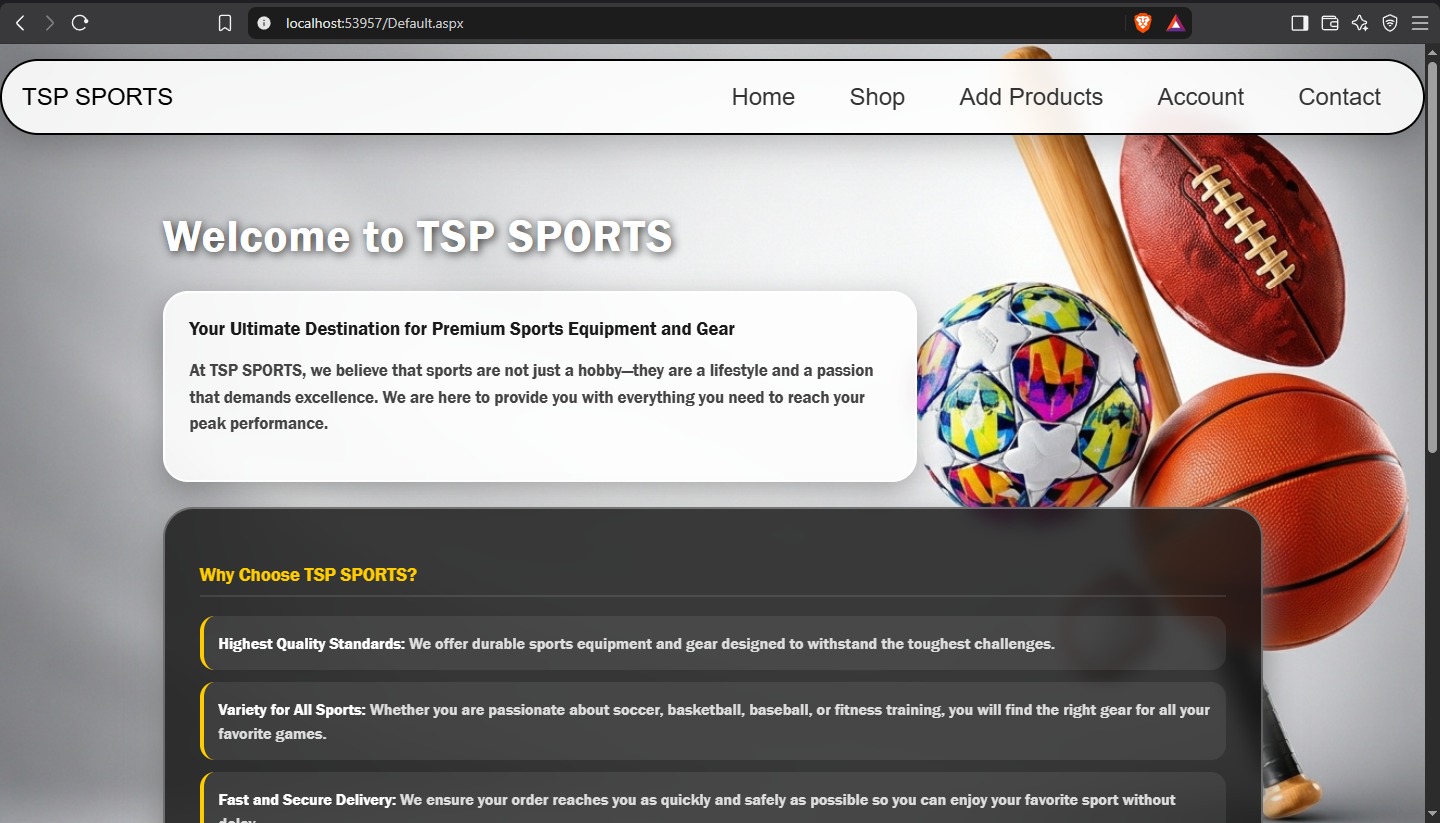 localhost:53957/Default.aspx
TSP SPORTS
Home
Shop
Add Products
Account
Contact
Welcome to TSP SPORTS
Your Ultimate Destination for Premium Sports Equipment and Gear
At TSP SPORTS, we believe that sports are not just a hobby—they are a lifestyle and a passion
that demands excellence. We are here to provide you with everything you need to reach your
peak performance.
Why Choose TSP SPORTS?
Highest Quality Standards: We offer durable sports equipment and gear designed to withstand the toughest challenges.
Variety for All Sports: Whether you are passionate about soccer, basketball, baseball, or fitness training, you will find the right gear for all your
favorite games.
Fast and Secure Delivery: We ensure your order reaches you as quickly and safely as possible so you can enjoy your favorite sport without